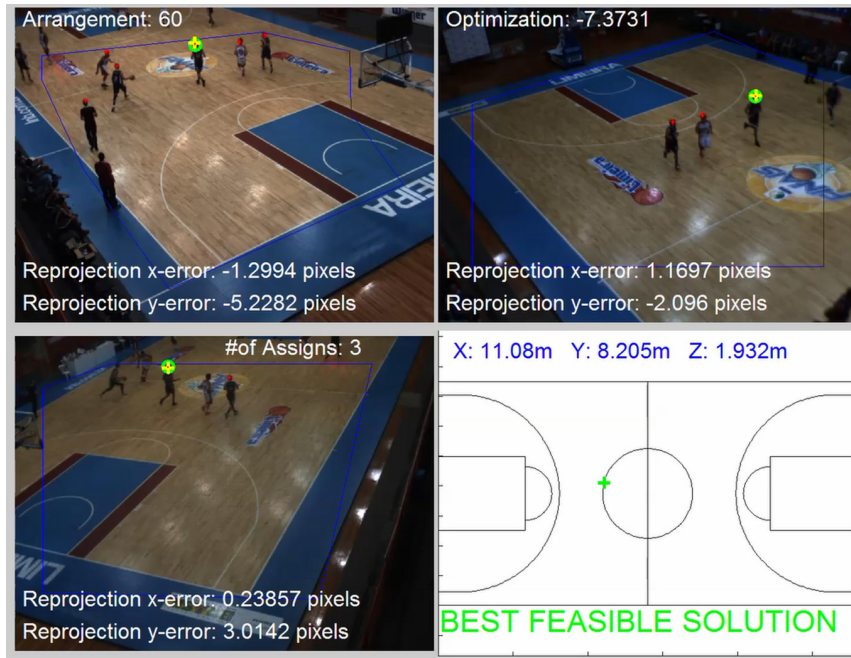 Arrangement: 60
Reprojection x-error: -1.2994 pixels
Reprojection y-error: -5.2282 pixels
LIMEIRA
Optimization: -7.3731
LIMEIRA
Reprojection x-error: 1.1697 pixels
Reprojection y-error: -2.096 pixels
#of Assigns: 3
Reprojection x-error: 0.23857 pixels
Reprojection y-error: 3.0142 pixels
X: 11.08m Y: 8.205m Z: 1.932m
BEST FEASIBLE SOLUTION